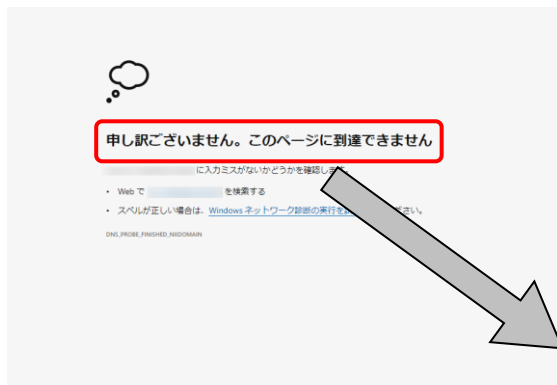 申し訳ございません。このページに到達できません
に入力ミスがないかどうかを確認します。
• Web で を検索する
• スペルが正しい場合は、Windows ネットワーク診断の実行を ださい。
DNS_PROBE_FINISHED_NXDOMAIN